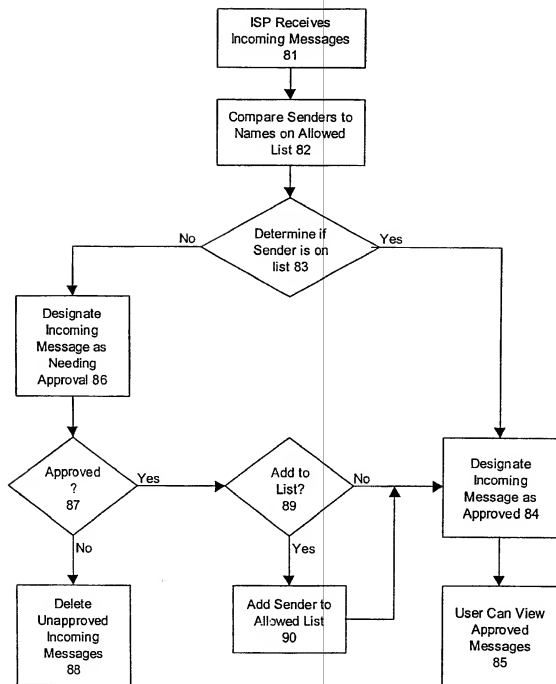 ISP Receives
Incoming Messages
81
Compare Senders to
Names on Allowed
List 82
Determine if
Sender is on
list 83
No
Yes
Designate
Incoming
Message as
Needing
Approval 86
Approved
?
87
Yes
No
Add to
List?
89
No
Yes
Designate
Incoming
Message as
Approved 84
Delete
Unapproved
Incoming
Messages
88
Add Sender to
Allowed List
90
User Can View
Approved
Messages
85